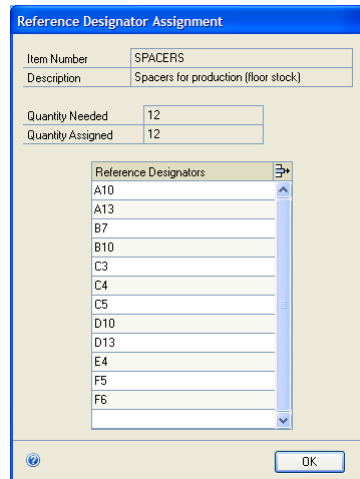 Reference Designator Assignment
Item Number SPACERS
Description Spacers for production (floor stock)
Quantity Needed 12
Quantity Assigned 12
Reference Designators
A10
A13
B7
B10
C3
C4
C5
D10
D13
E4
F5
F6
OK